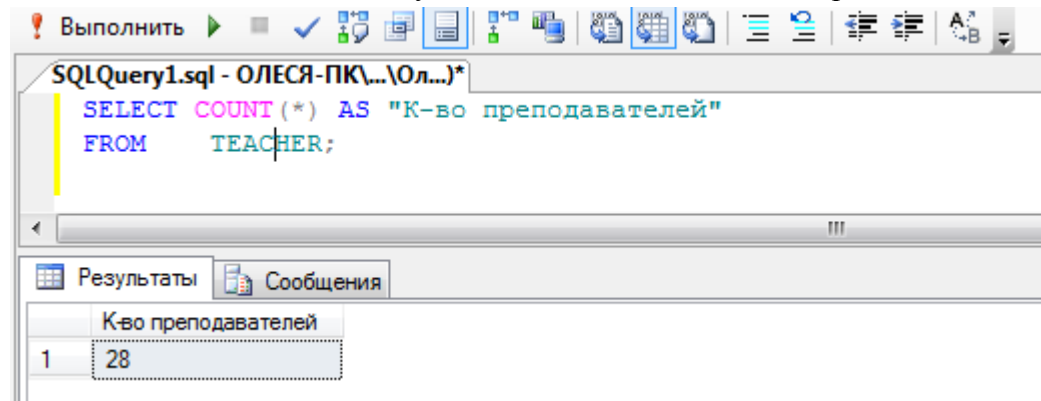 Выполнить
SQLQuery1.sql - ОЛЕСЯ-ПК\...\Ол...)*
SELECT COUNT(*) AS "К-во преподавателей"
FROM TEACHER;
Результаты Сообщения
К-во преподавателей
1 28